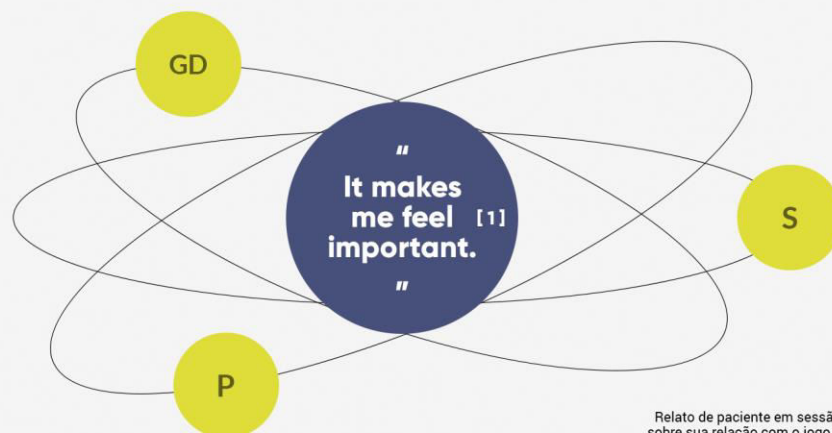 GD
“
It makes
me feel [1]
important.
”
S
P
Relato de paciente em sessã
sobre sua relação com o jogo